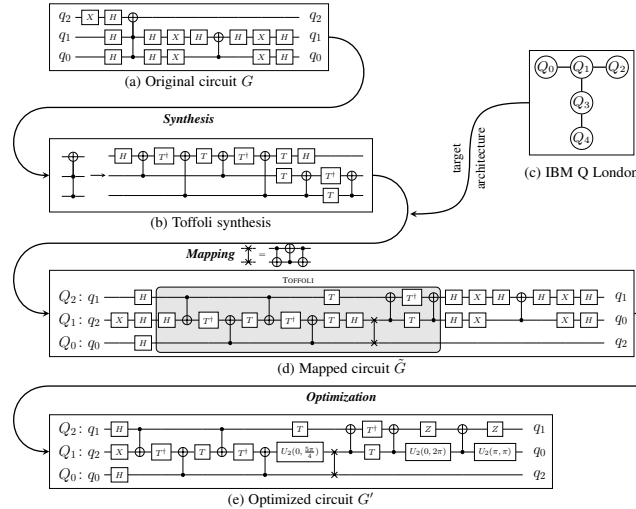 q₂ X H q₂
q₁ H H X H H X H q₁
q₀ H H X X H q₀
(a) Original circuit G
Synthesis
H T† T T† T H
T T†
T
(b) Toffoli synthesis
target
architecture
Q₀ Q₁ Q₂
Q₃
Q₄
(c) IBM Q London
Mapping =
TOFFOLI
Q₂ : q₁ H T T† H X H H X H q₁
Q₁ : q₂ X H H T† T T† T H T H X X H q₀
Q₀ : q₀ H q₂
(d) Mapped circuit G̃
Optimization
Q₂ : q₁ H T T† Z Z q₁
Q₁ : q₂ X T† T T† U₂(0, 5π/4) T U₂(0, 2π) U₂(π, π) q₀
Q₀ : q₀ H q₂
(e) Optimized circuit G′